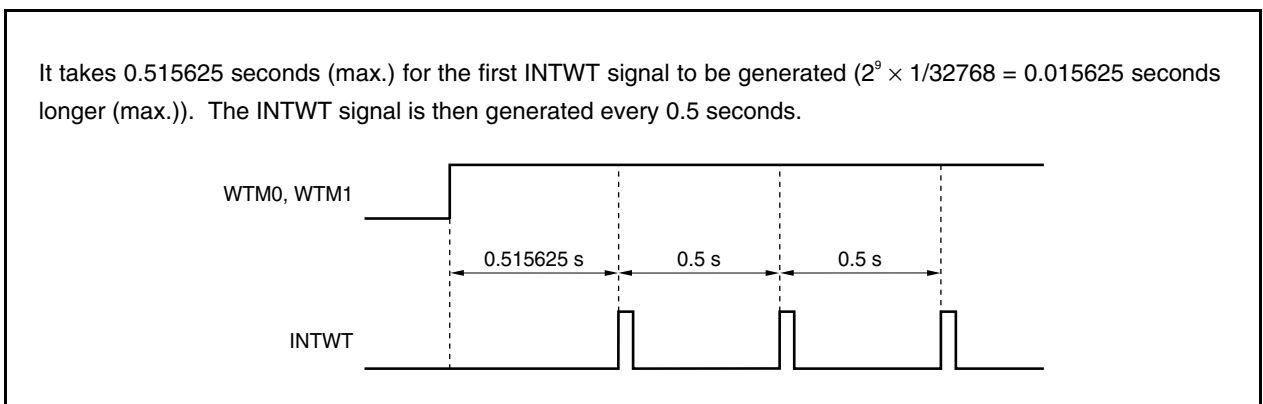 It takes 0.515625 seconds (max.) for the first INTWT signal to be generated (2⁹ × 1/32768 = 0.015625 seconds
longer (max.)).  The INTWT signal is then generated every 0.5 seconds.
WTM0, WTM1
0.515625 s
0.5 s
0.5 s
INTWT